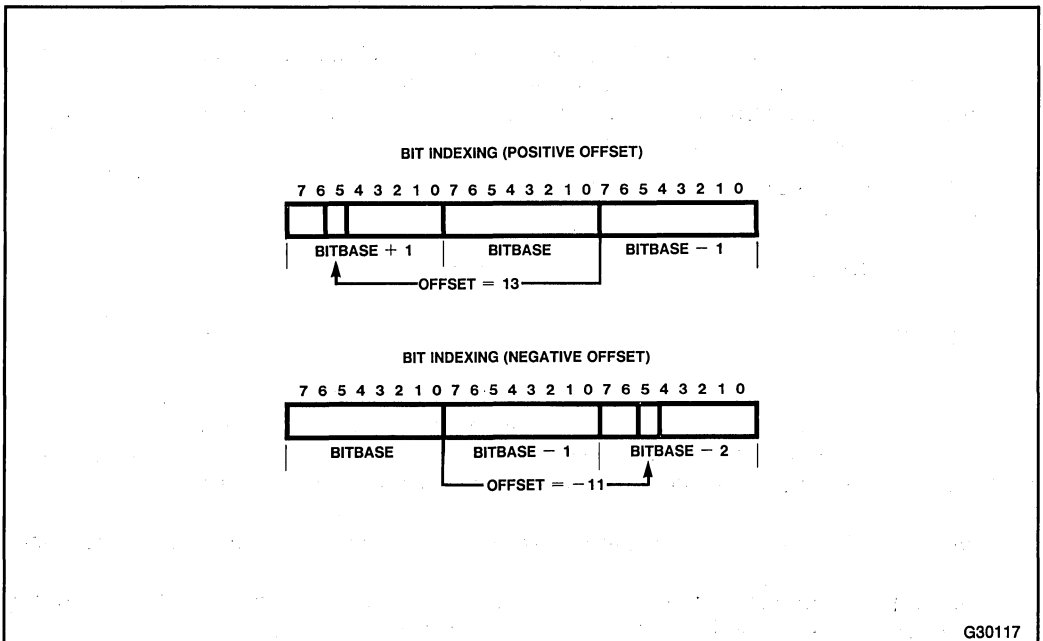 BIT INDEXING (POSITIVE OFFSET)
7 6 5 4 3 2 1 0 7 6 5 4 3 2 1 0 7 6 5 4 3 2 1 0
BITBASE + 1 BITBASE BITBASE − 1
OFFSET = 13
BIT INDEXING (NEGATIVE OFFSET)
7 6 5 4 3 2 1 0 7 6 5 4 3 2 1 0 7 6 5 4 3 2 1 0
BITBASE BITBASE − 1 BITBASE − 2
OFFSET = −11
G30117